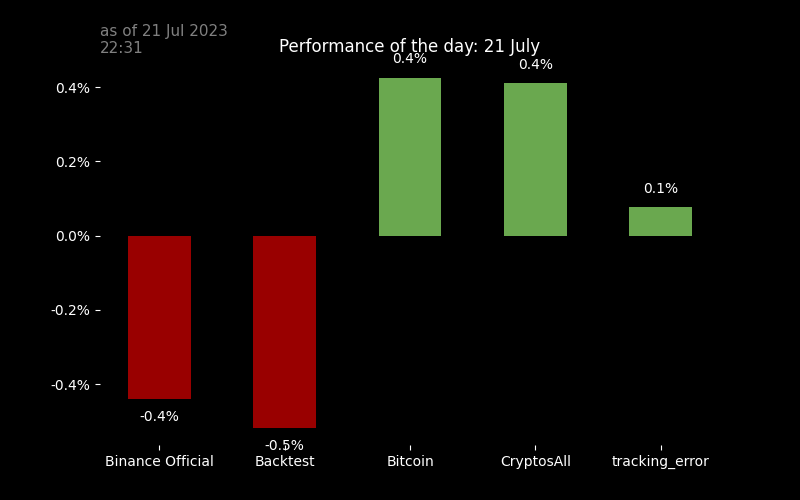 as of 21 Jul 2023
22:31
Performance of the day: 21 July
0.4%
0.2%
0.0%
-0.2%
-0.4%
-0.4%
-0.5%
0.4%
0.4%
0.1%
Binance Official
Backtest
Bitcoin
CryptosAll
tracking_error